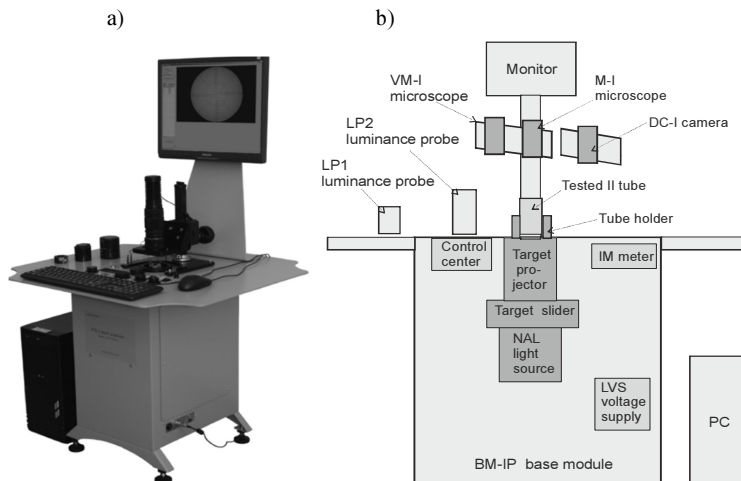 a)
b)
Monitor
VM-I
microscope
M-I
microscope
LP2
luminance probe
DC-I camera
LP1
luminance probe
Tested II tube
Tube holder
Control
center
Target
pro-
jector
IM meter
Target slider
NAL
light
source
LVS
voltage
supply
PC
BM-IP base module